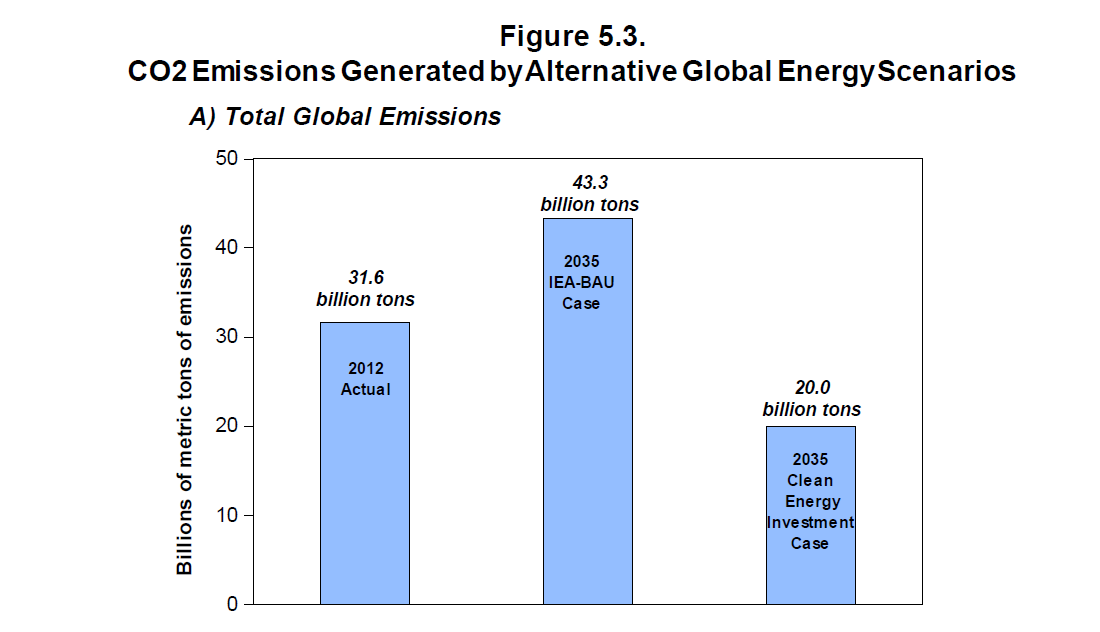 Figure 5.3.
CO2 Emissions Generated by Alternative Global Energy Scenarios
A) Total Global Emissions
Billions of metric tons of emissions
50
40
30
20
10
0
31.6
billion tons
2012
Actual
43.3
billion tons
2035
IEA-BAU
Case
20.0
billion tons
2035
Clean
Energy
Investment
Case